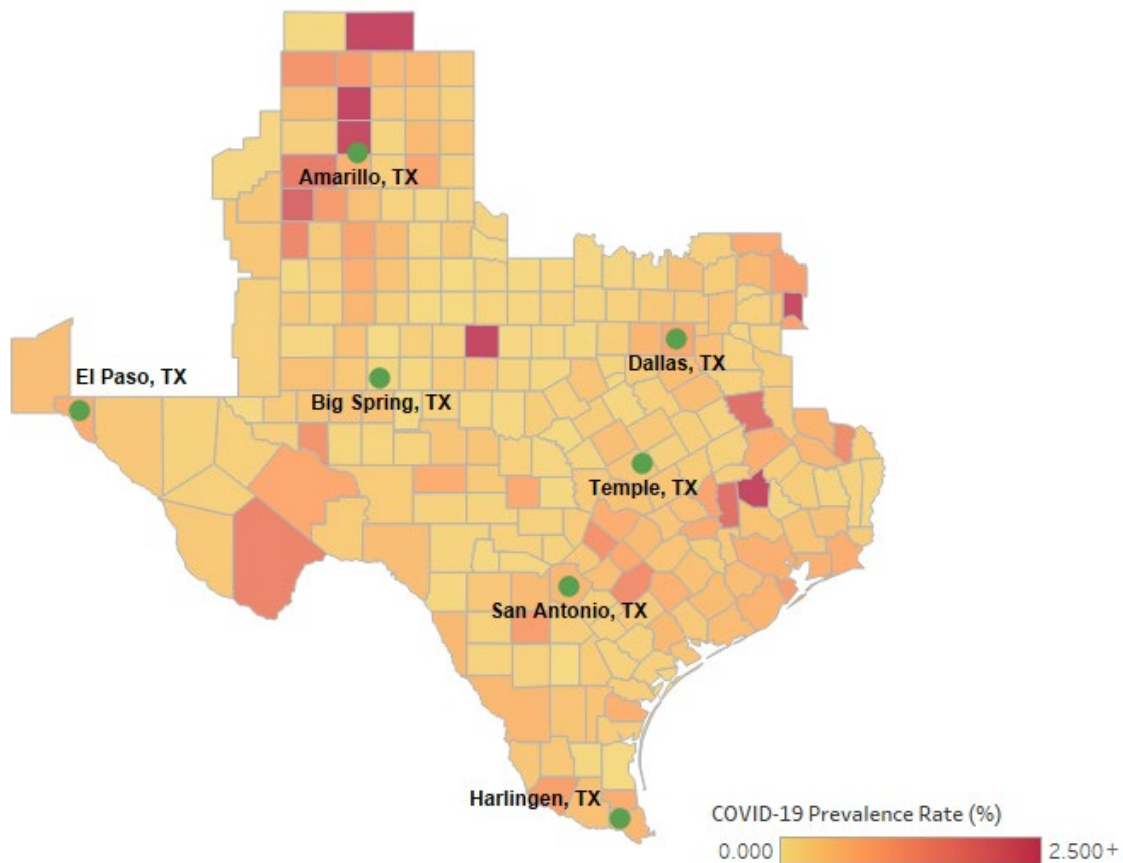 Amarillo, TX
Dallas, TX
El Paso, TX
Big Spring, TX
Temple, TX
San Antonio, TX
Harlingen, TX
COVID-19 Prevalence Rate (%)
0.000 2.500+